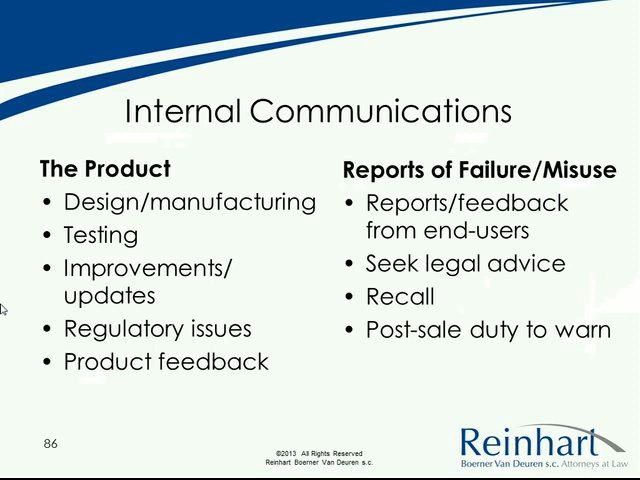 Internal Communications
The Product
• Design/manufacturing
• Testing
• Improvements/
updates
• Regulatory issues
• Product feedback
Reports of Failure/Misuse
• Reports/feedback
from end-users
• Seek legal advice
• Recall
• Post-sale duty to warn
86
©2013 All Rights Reserved
Reinhart Boerner Van Deuren s.c.
Reinhart
Boerner Van Deuren s.c. Attorneys at Law